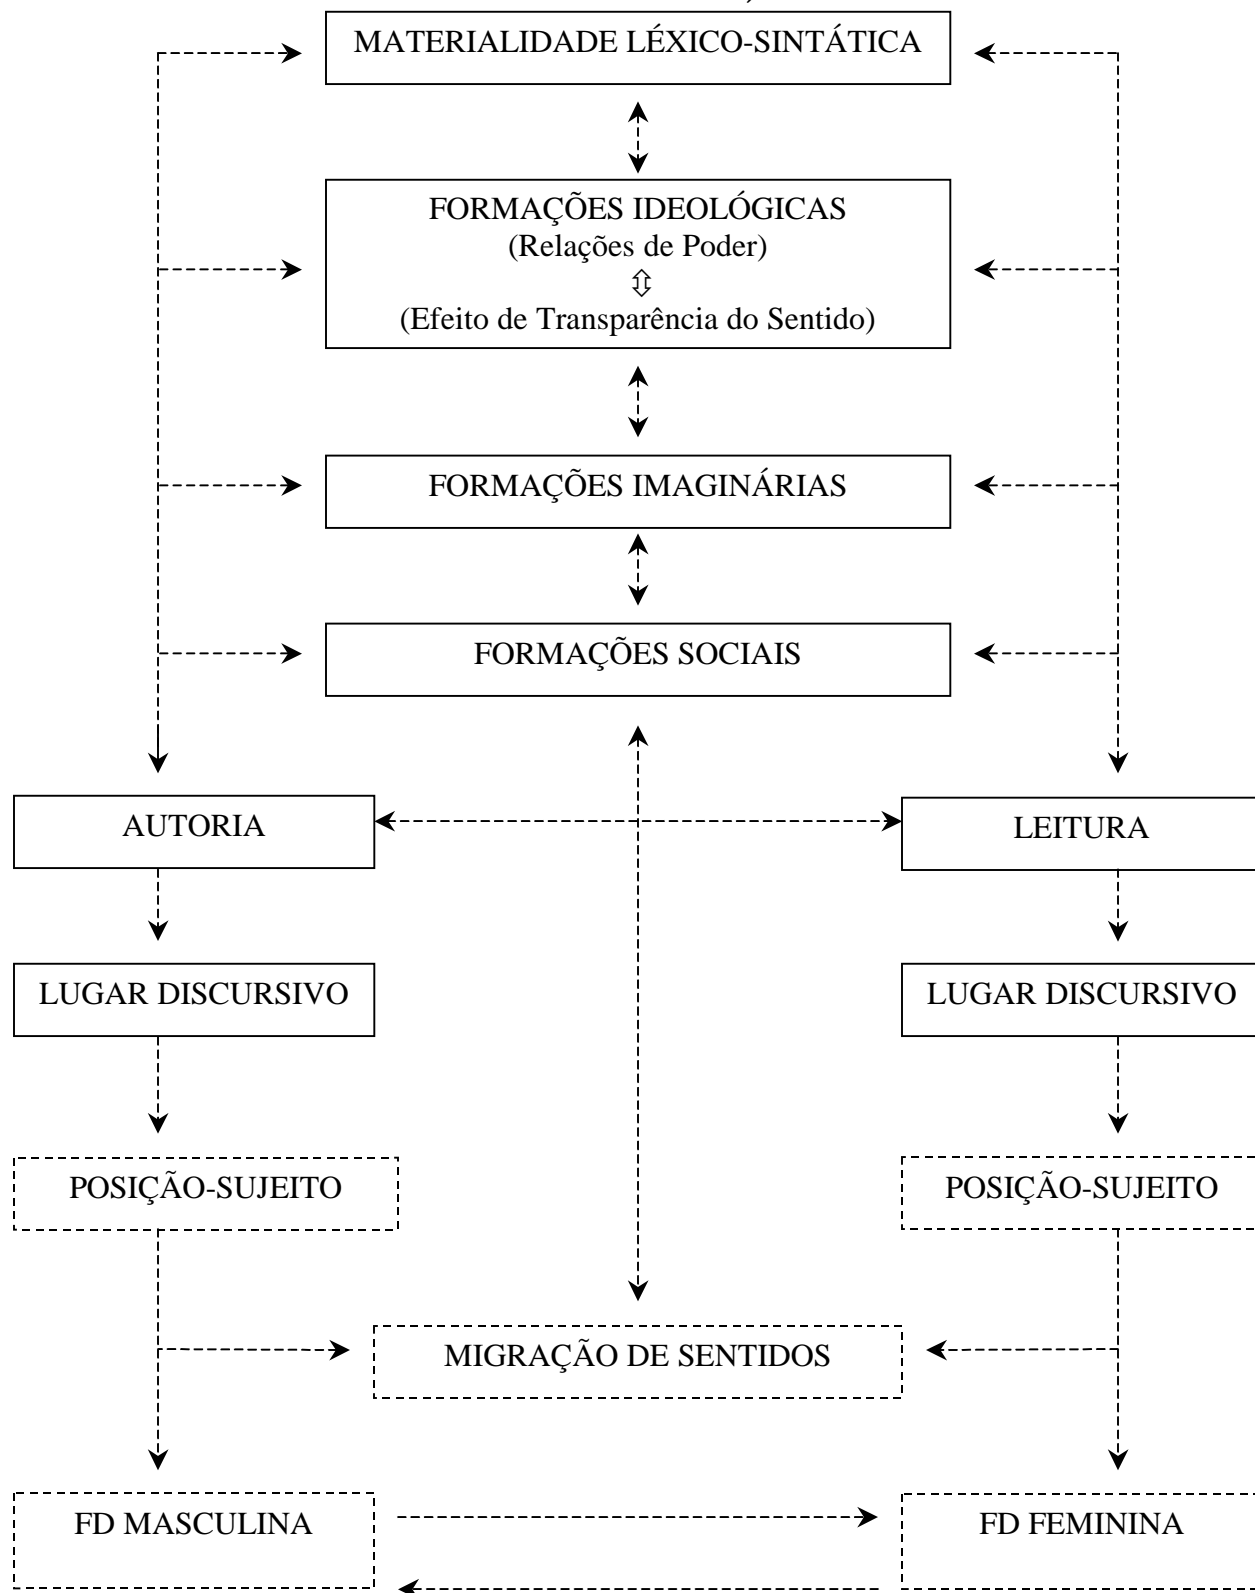 MATERIALIDADE LÉXICO-SINTÁTICA
FORMAÇÕES IDEOLÓGICAS
(Relações de Poder)
⇕
(Efeito de Transparência do Sentido)
FORMAÇÕES IMAGINÁRIAS
FORMAÇÕES SOCIAIS
AUTORIA
LEITURA
LUGAR DISCURSIVO
LUGAR DISCURSIVO
POSIÇÃO-SUJEITO
POSIÇÃO-SUJEITO
MIGRAÇÃO DE SENTIDOS
FD MASCULINA
FD FEMININA